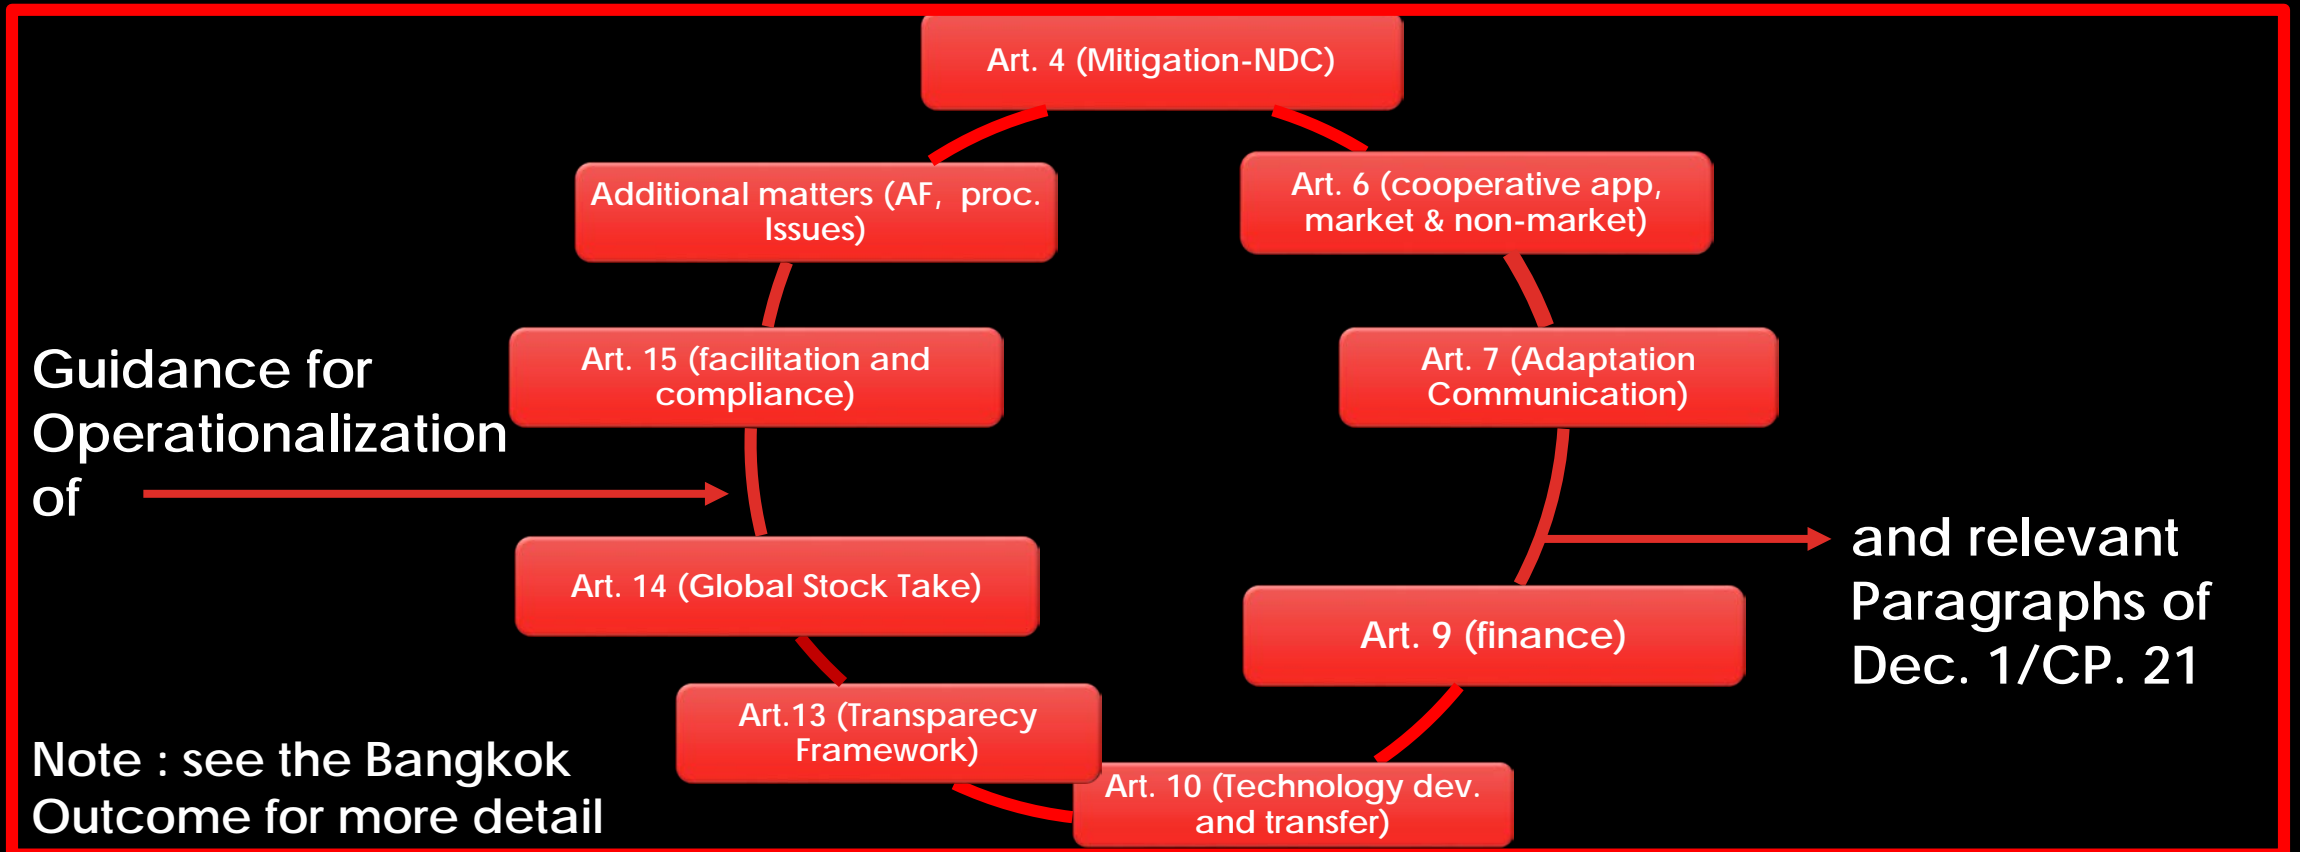 Art. 4 (Mitigation-NDC)
Additional matters (AF, proc.
Issues)
Art. 6 (cooperative app,
market & non-market)
Art. 15 (facilitation and
compliance)
Art. 7 (Adaptation
Communication)
Guidance for
Operationalization
of
Art. 14 (Global Stock Take)
Art. 9 (finance)
and relevant
Paragraphs of
Dec. 1/CP. 21
Art.13 (Transparecy
Framework)
Art. 10 (Technology dev.
and transfer)
Note : see the Bangkok
Outcome for more detail